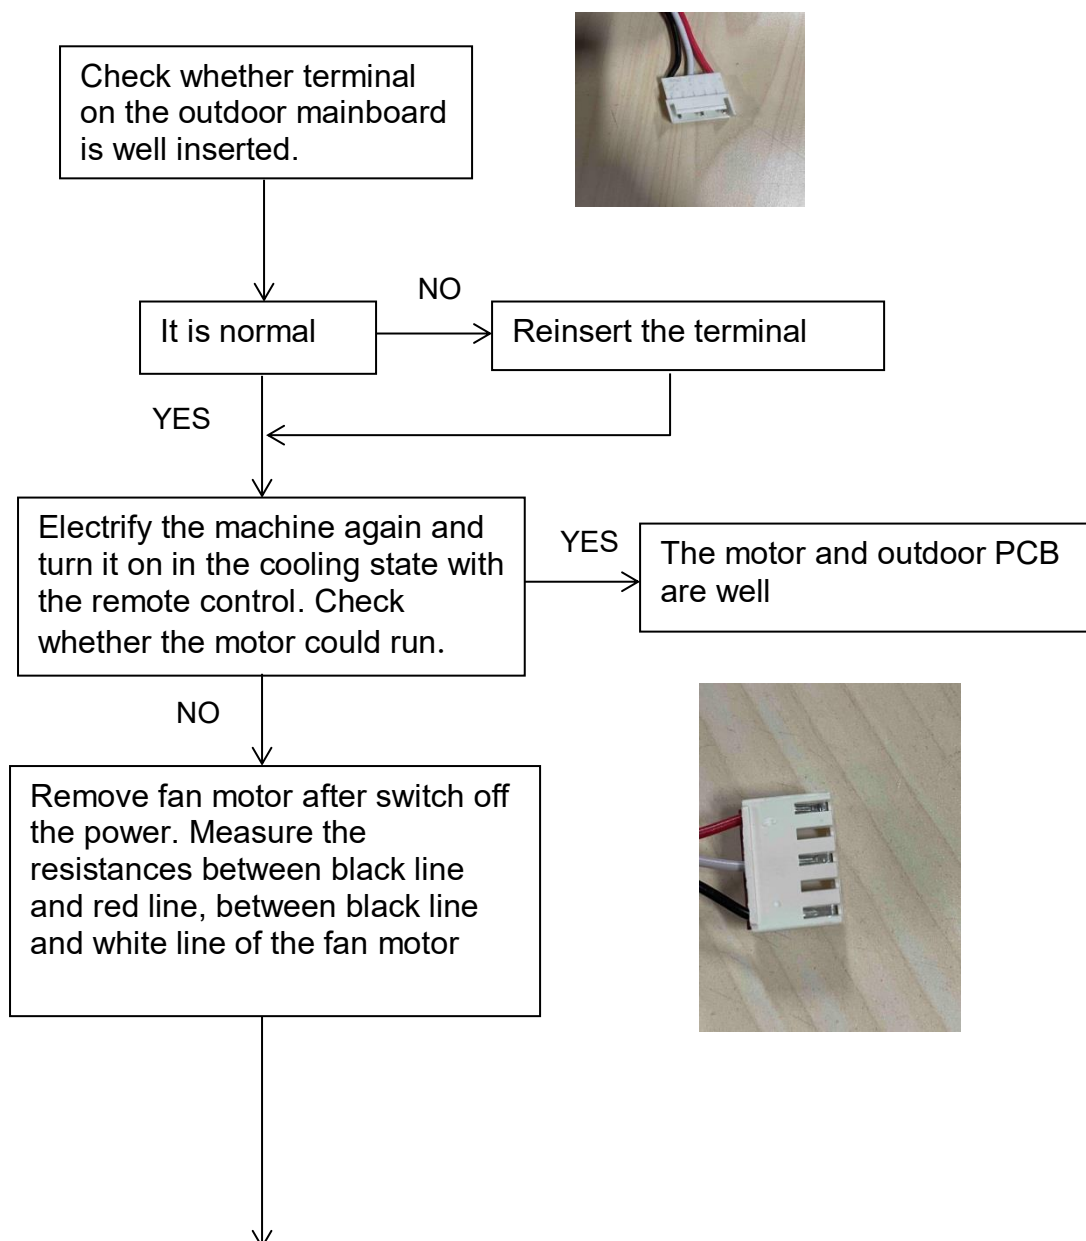 Check whether terminal
on the outdoor mainboard
is well inserted.
NO
It is normal
Reinsert the terminal
YES
Electrify the machine again and
turn it on in the cooling state with
the remote control. Check
whether the motor could run.
YES
The motor and outdoor PCB
are well
NO
Remove fan motor after switch off
the power. Measure the
resistances between black line
and red line, between black line
and white line of the fan motor